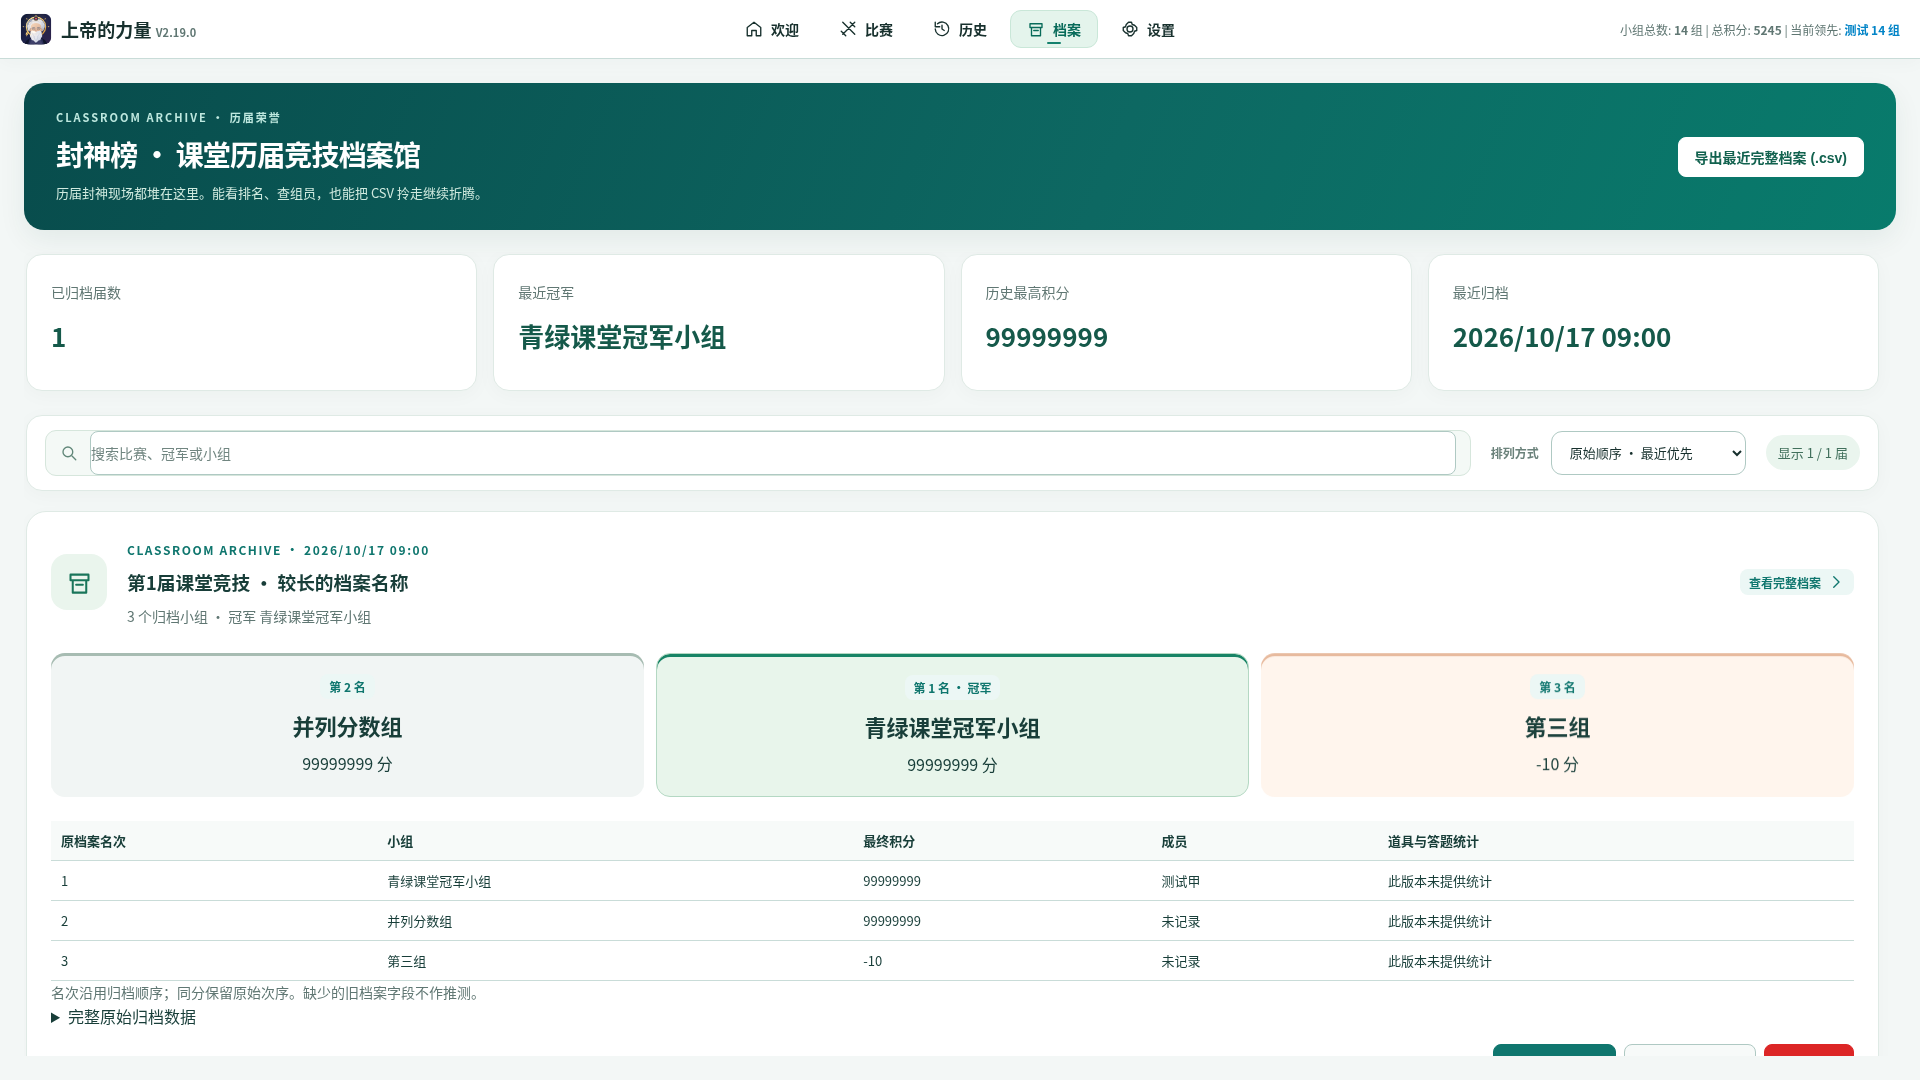 上帝的力量 V2.19.0
欢迎
比赛
历史
档案
设置
小组总数: 14 组 | 总积分: 5245 | 当前领先: 测试 14 组
CLASSROOM ARCHIVE · 历届荣誉
封神榜 · 课堂历届竞技档案馆
历届封神现场都堆在这里。能看排名、查组员，也能把 CSV 拎走继续折腾。
导出最近完整档案 (.csv)
已归档届数
1
最近冠军
青绿课堂冠军小组
历史最高积分
99999999
最近归档
2026/10/17 09:00
搜索比赛、冠军或小组
排列方式
原始顺序 · 最近优先
显示 1 / 1 届
CLASSROOM ARCHIVE · 2026/10/17 09:00
第1届课堂竞技 · 较长的档案名称
3 个归档小组 · 冠军 青绿课堂冠军小组
查看完整档案
第 2 名
并列分数组
99999999 分
第 1 名 · 冠军
青绿课堂冠军小组
99999999 分
第 3 名
第三组
-10 分
原档案名次 小组 最终积分 成员 道具与答题统计
1 青绿课堂冠军小组 99999999 测试甲 此版本未提供统计
2 并列分数组 99999999 未记录 此版本未提供统计
3 第三组 -10 未记录 此版本未提供统计
名次沿用归档顺序；同分保留原始次序。缺少的旧档案字段不作推测。
完整原始归档数据